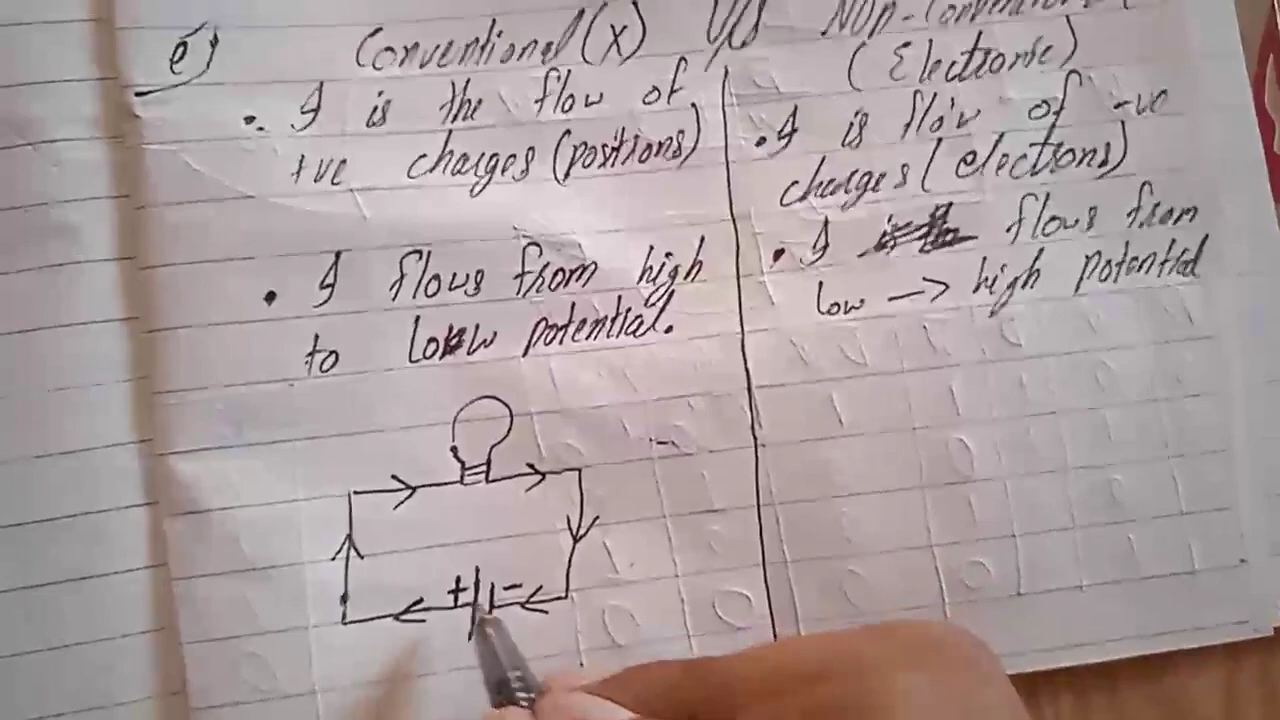 e) Conventional (X) VS Non-Conventional
(Electronic)
• I is the flow of
+ve charges (positions)
• I flows from high
to low potential.
• I is flow of -ve
charges (electrons)
• I flows from
low → high potential
+ -